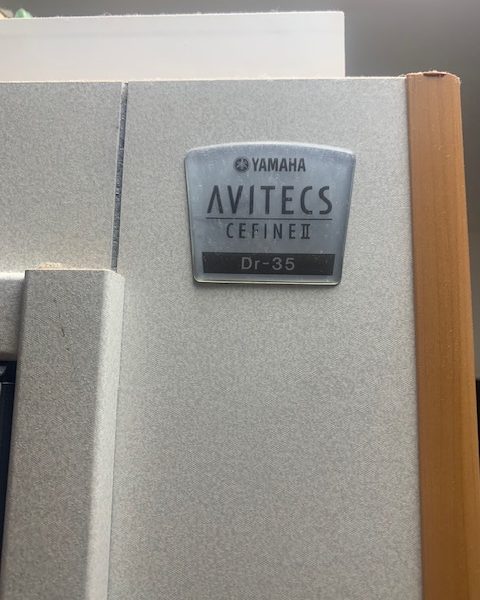 YAMAHA
AVITECS
CEFINEⅡ
Dr-35